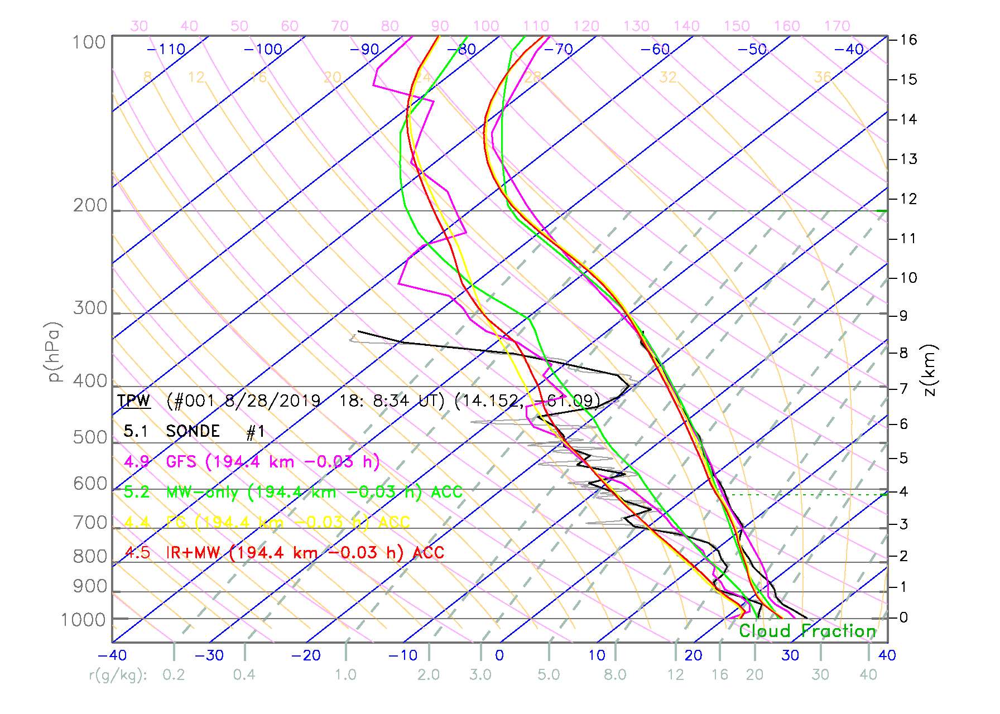 30 40 50 60 70 80 90 100 110 120 130 140 150 160 170
100 -110 -100 -90 -80 -70 -60 -50 -40 16
8 12 16 20 24 28 32 36 15
14
13
200 12
11
10
300 9
p(hPa) 8 z(km)
400 7
TPW (#001 8/28/2019 18: 8:34 UT) (14.152, -61.09)
6
5.1 SONDE #1
500
4.9 GFS (194.4 km -0.03 h) 5
600 4
5.2 MW-only (194.4 km -0.03 h) ACC
700 3
4.4 FG (194.4 km -0.03 h) ACC
4.5 IR+MW (194.4 km -0.03 h) ACC
800 2
900 1
1000 0
Cloud Fraction
-40 -30 -20 -10 0 10 20 30 40
r(g/kg): 0.2 0.4 1.0 2.0 3.0 5.0 8.0 12 16 20 30 40